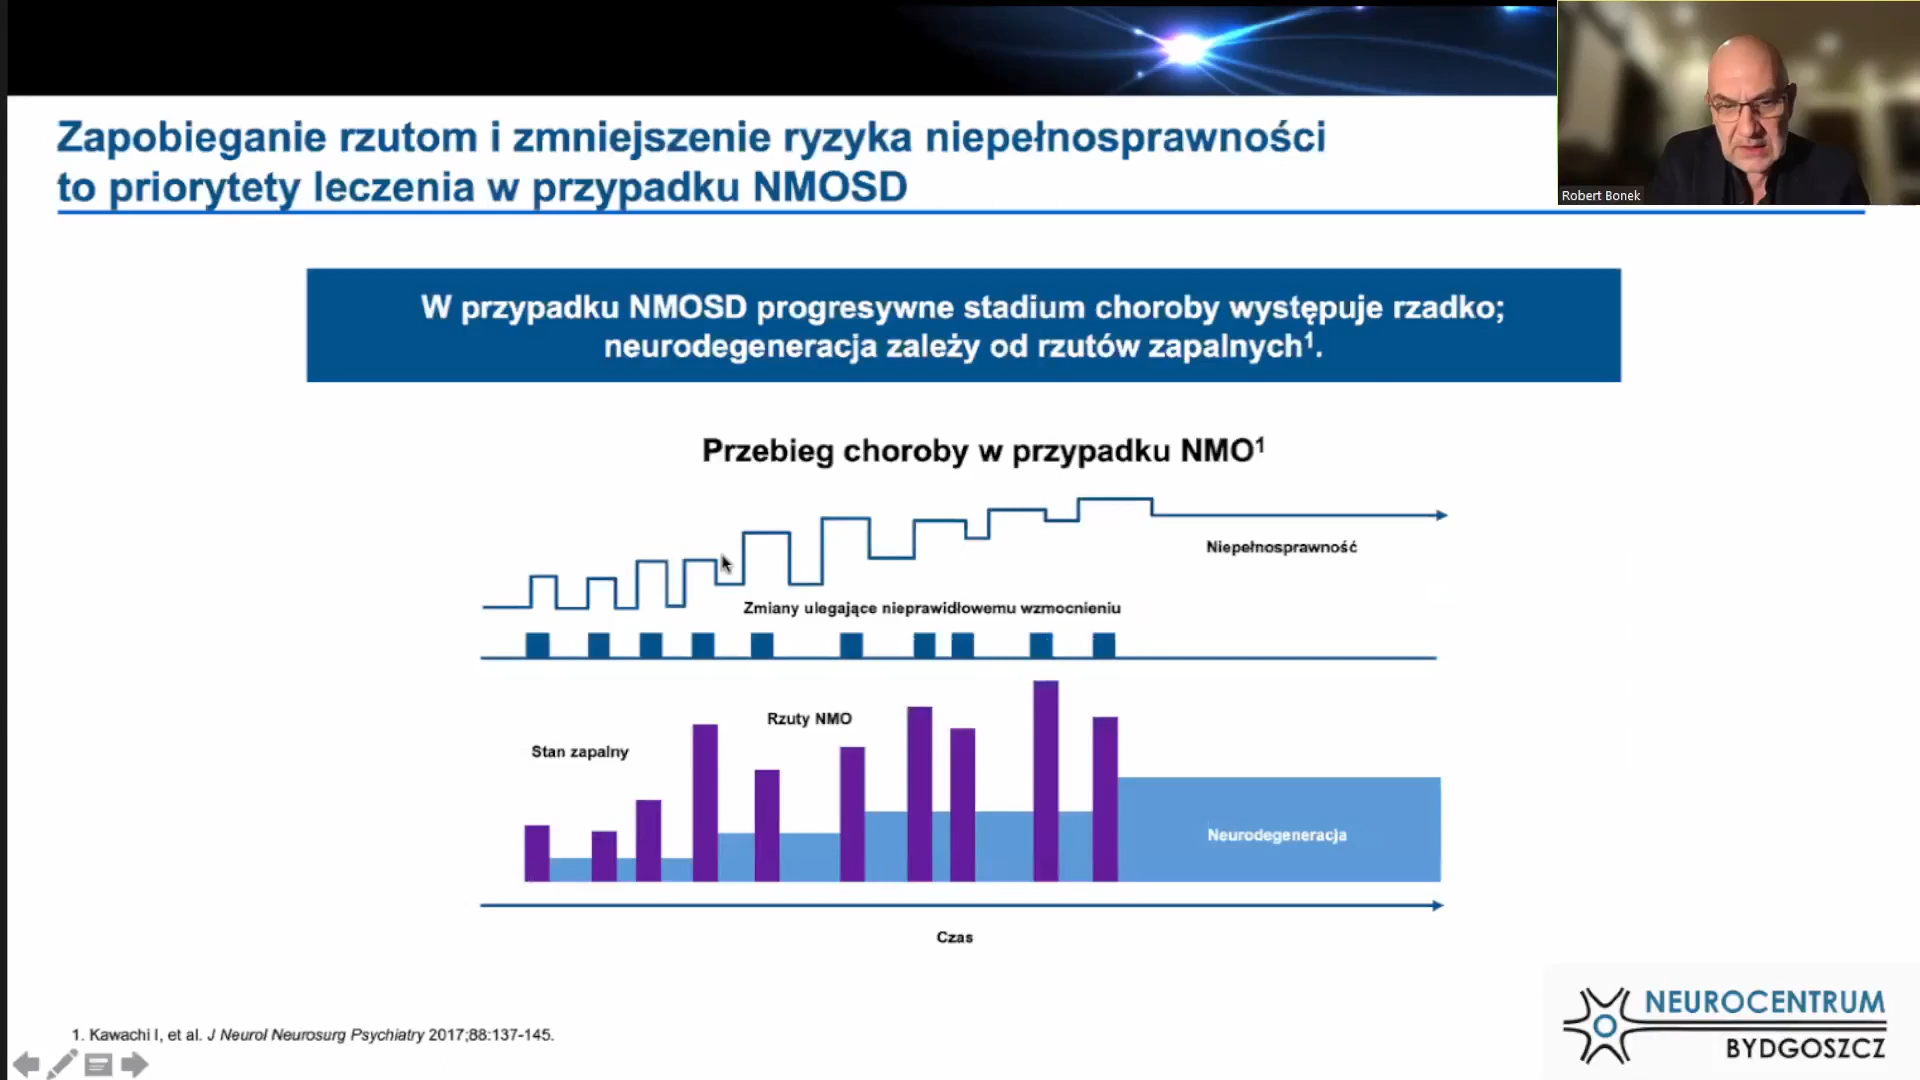 Zapobieganie rzutom i zmniejszenie ryzyka niepełnosprawności
to priorytety leczenia w przypadku NMOSD
Robert Bonek
W przypadku NMOSD progresywne stadium choroby występuje rzadko;
neurodegeneracja zależy od rzutów zapalnych¹.
Przebieg choroby w przypadku NMO¹
Niepełnosprawność
Zmiany ulegające nieprawidłowemu wzmocnieniu
Rzuty NMO
Stan zapalny
Neurodegeneracja
Czas
1. Kawachi I, et al. J Neurol Neurosurg Psychiatry 2017;88:137-145.
NEUROCENTRUM
BYDGOSZCZ